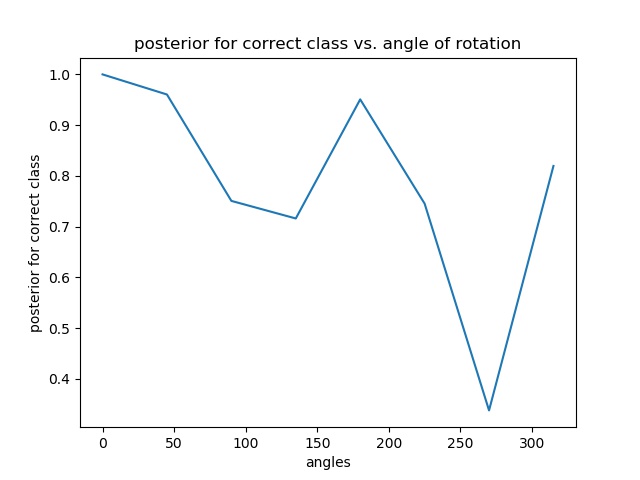 posterior for correct class vs. angle of rotation
1.0
0.9
0.8
0.7
0.6
0.5
0.4
posterior for correct class
0 50 100 150 200 250 300
angles